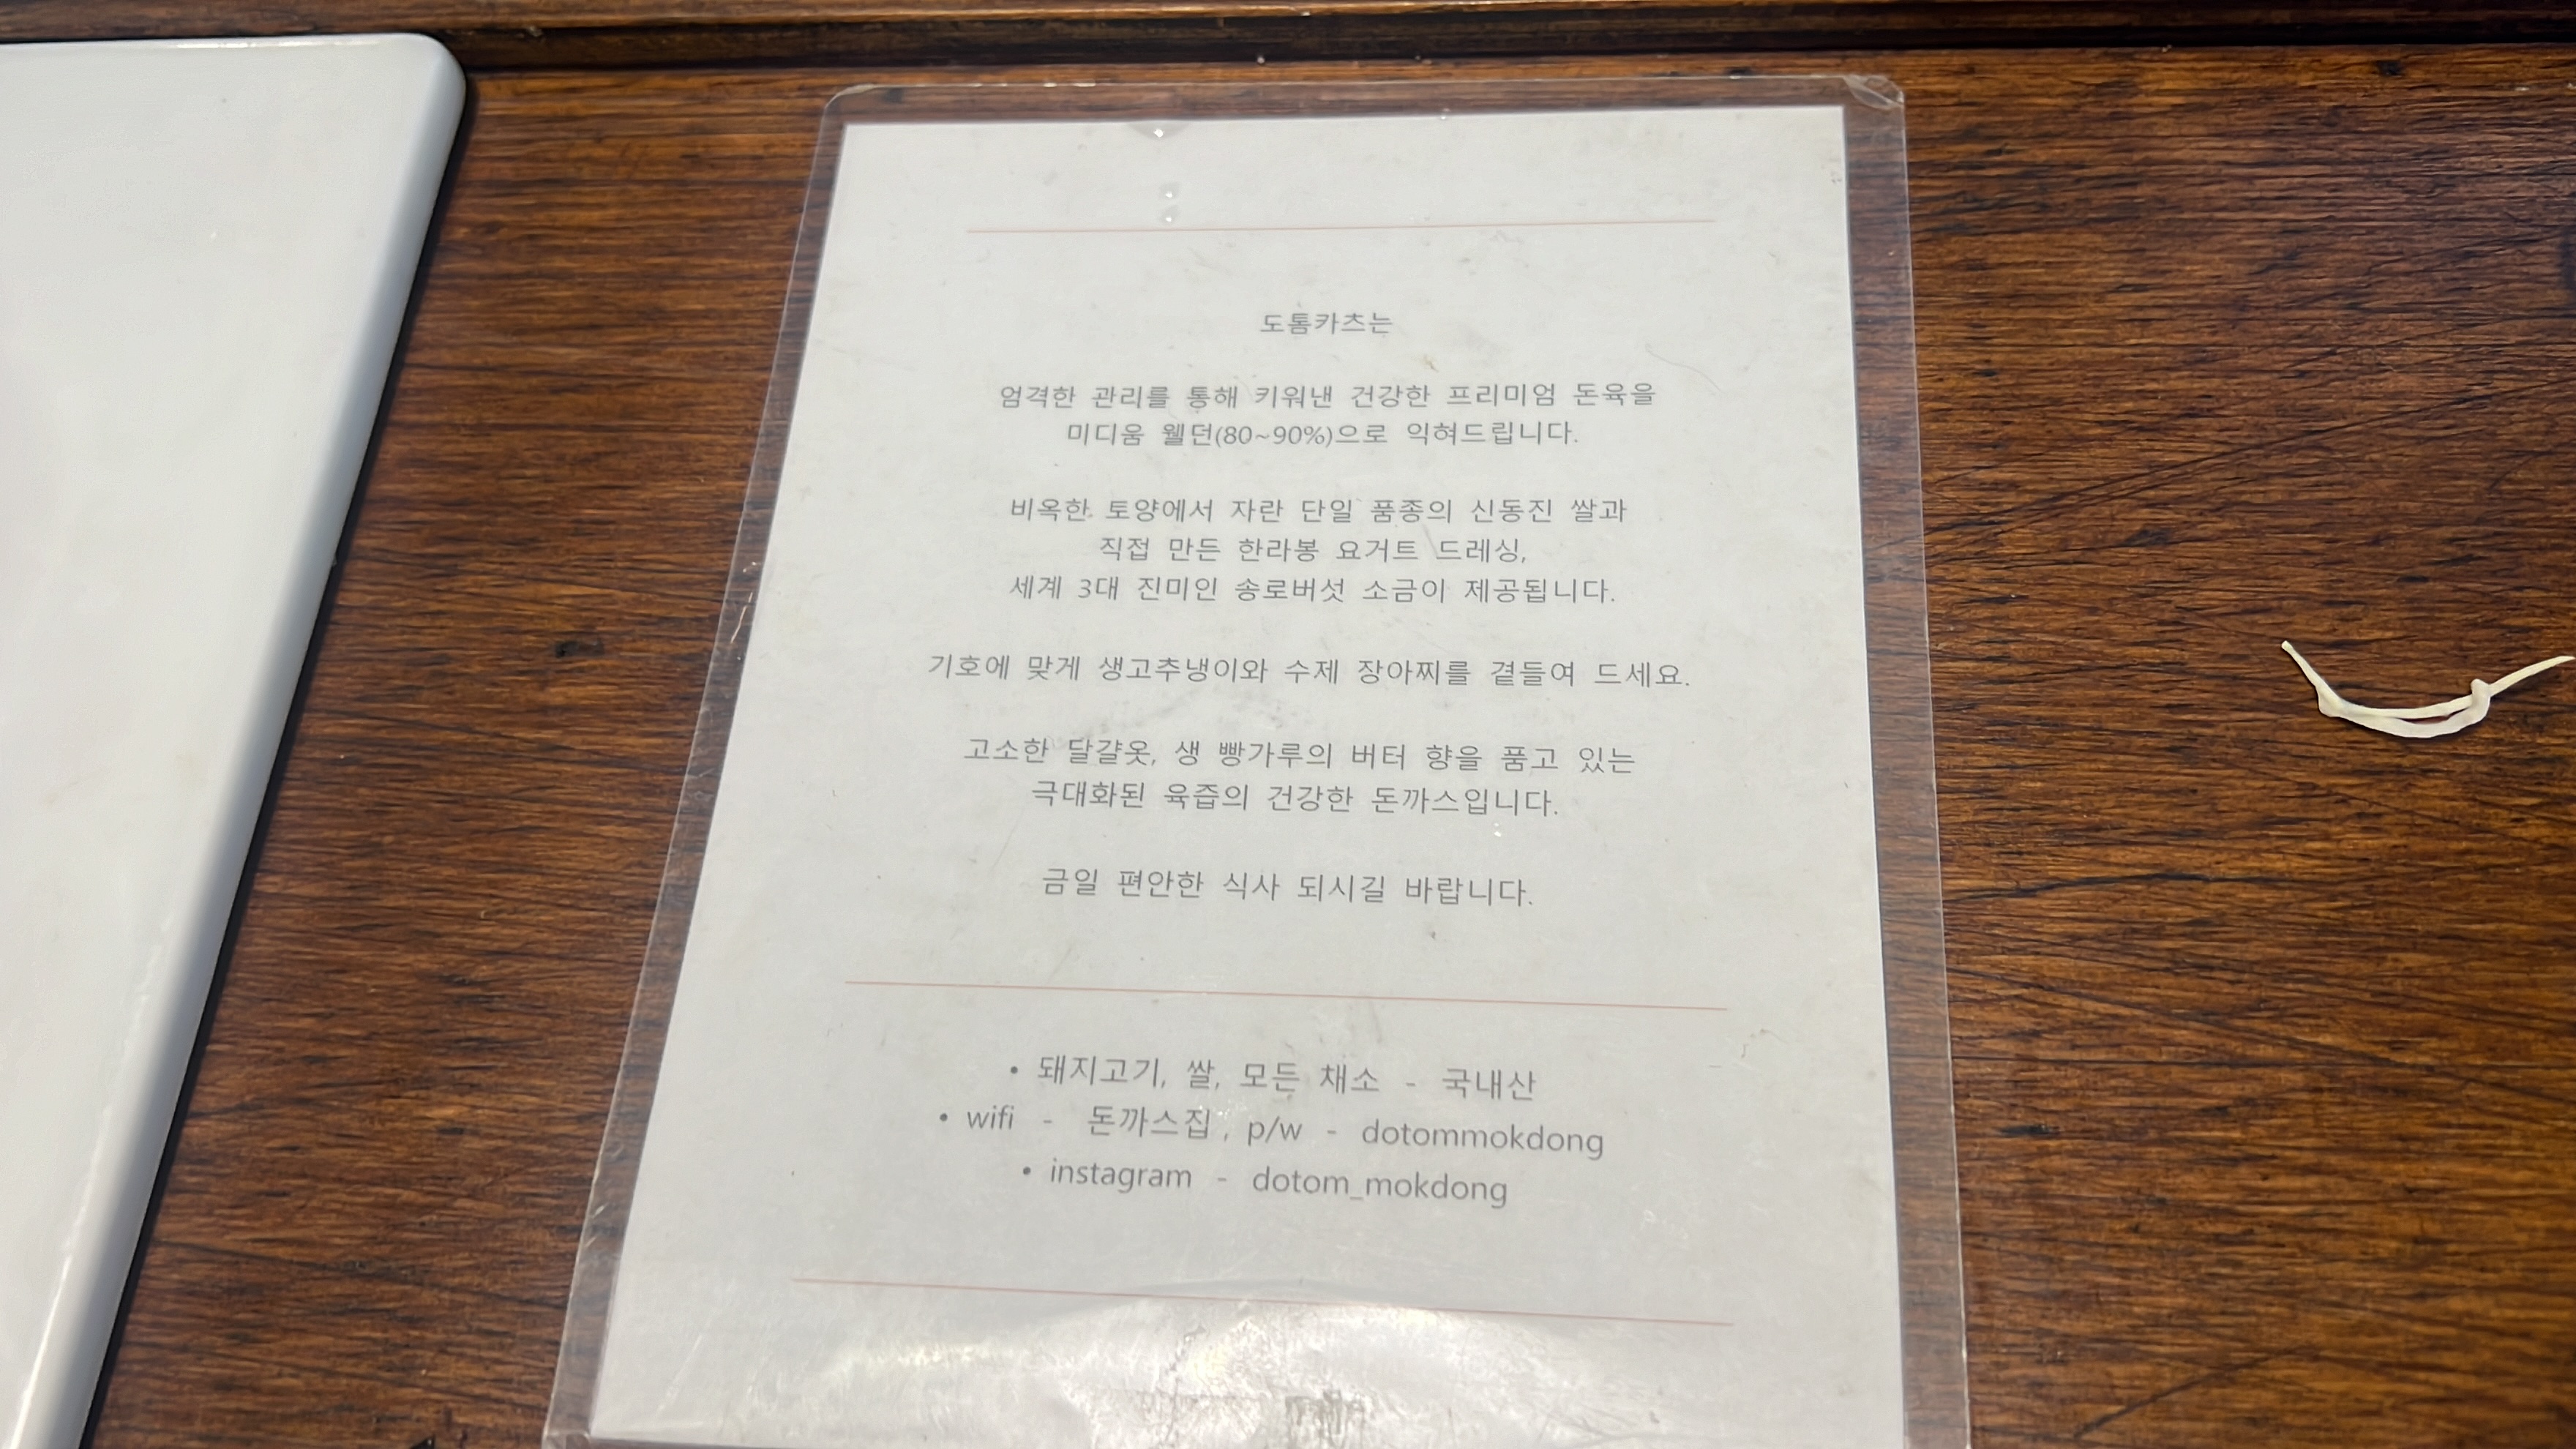 도톰카츠는
엄격한 관리를 통해 키워낸 건강한 프리미엄 돈육을
미디움 웰던(80~90%)으로 익혀드립니다.
비옥한 토양에서 자란 단일 품종의 신동진 쌀과
직접 만든 한라봉 요거트 드레싱,
세계 3대 진미인 송로버섯 소금이 제공됩니다.
기호에 맞게 생고추냉이와 수제 장아찌를 곁들여 드세요.
고소한 달걀옷, 생 빵가루의 버터 향을 품고 있는
극대화된 육즙의 건강한 돈까스입니다.
금일 편안한 식사 되시길 바랍니다.
• 돼지고기, 쌀, 모든 채소 - 국내산
• wifi - 돈까스집, p/w - dotommokdong
• instagram - dotom_mokdong